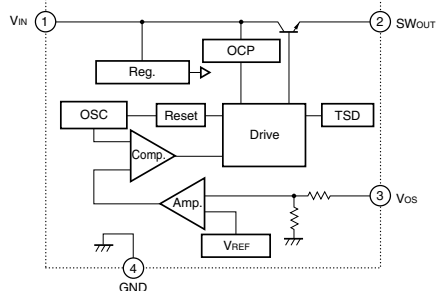 VIN 1 2 SWOUT
OCP
Reg.
OSC Reset Drive TSD
Comp.
3 VOS
Amp.
VREF
4
GND